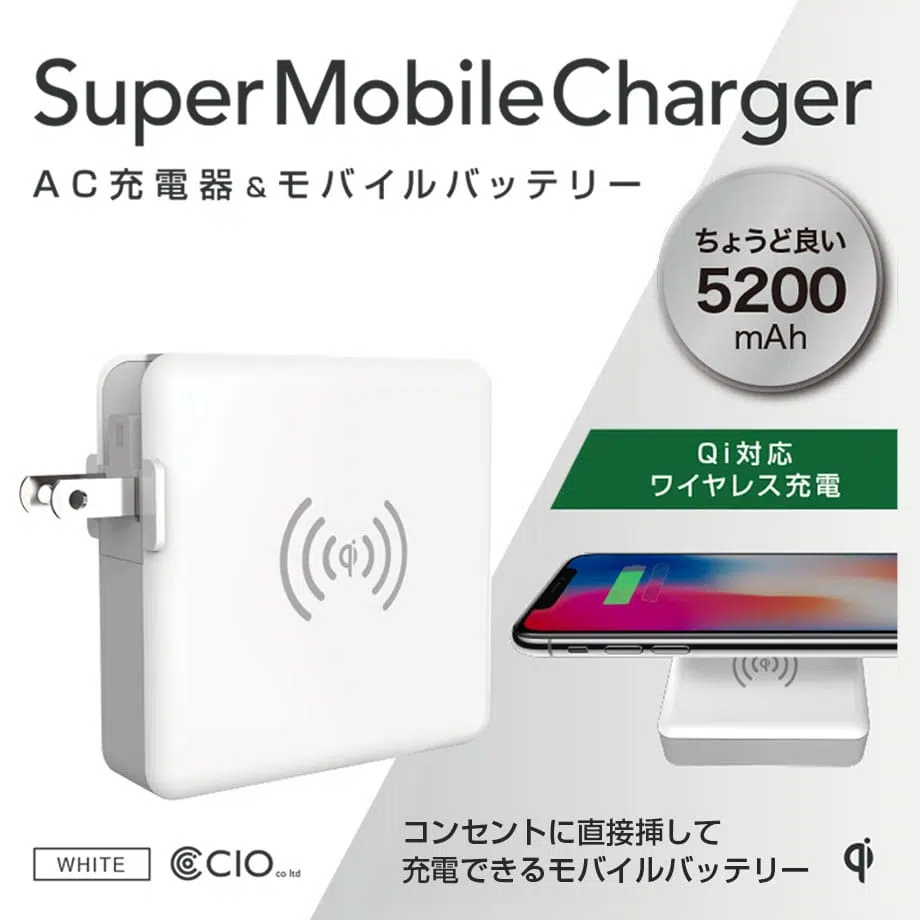 Super Mobile Charger
AC充電器&モバイルバッテリー
ちょうど良い
5200
mAh
Qi対応
ワイヤレス充電
qi
qi
コンセントに直接挿して
充電できるモバイルバッテリー
qi
WHITE
CIO co ltd